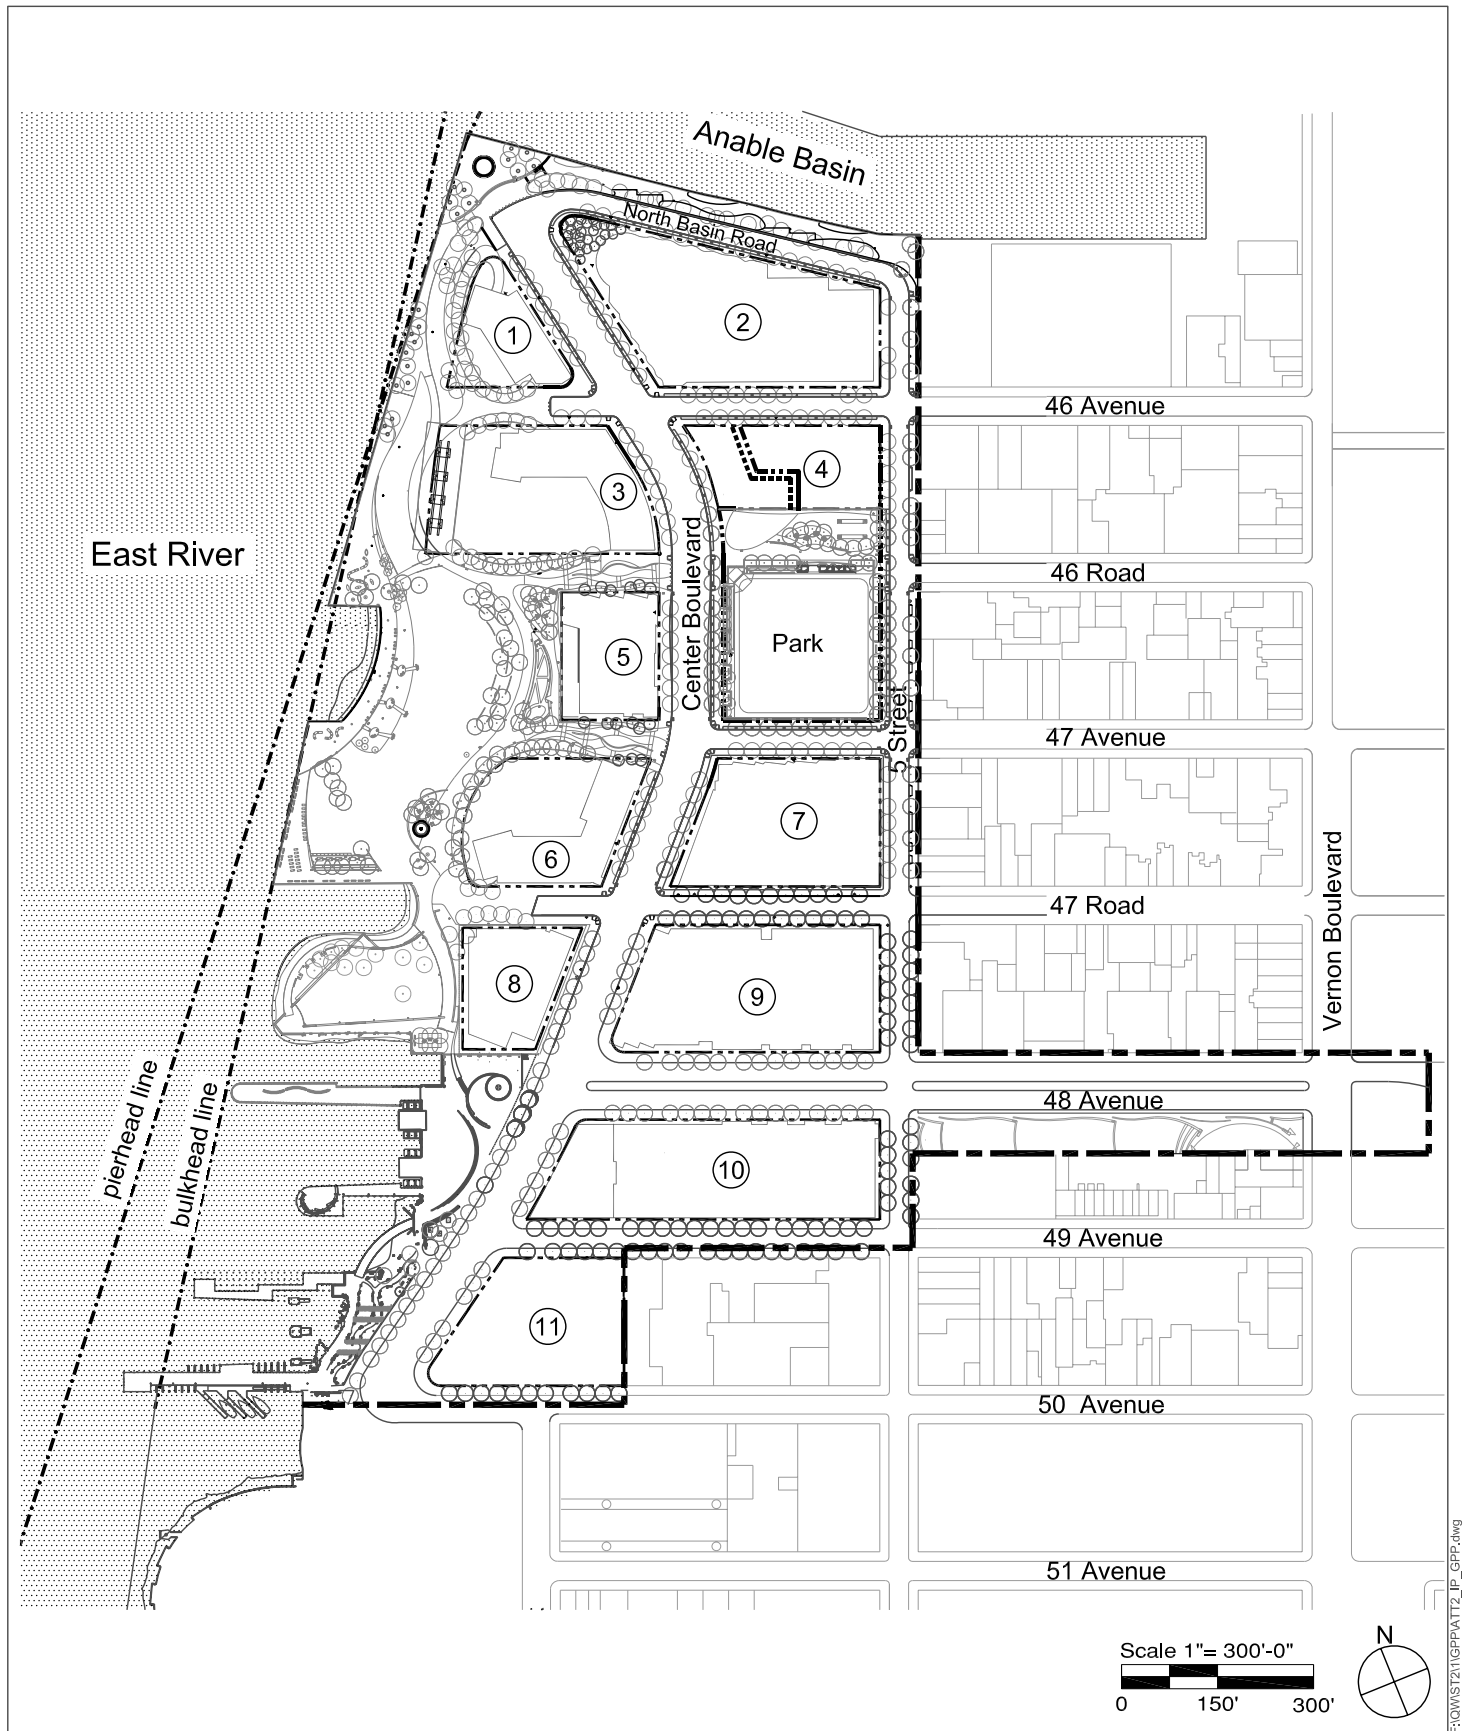 Anable Basin
North Basin Road
1
2
46 Avenue
3
4
East River
Center Boulevard
46 Road
5
Park
5 Street
47 Avenue
6
7
47 Road
Vernon Boulevard
8
9
pierhead line
bulkhead line
48 Avenue
10
49 Avenue
11
50 Avenue
51 Avenue
Scale 1"= 300'-0"
0 150' 300'
N